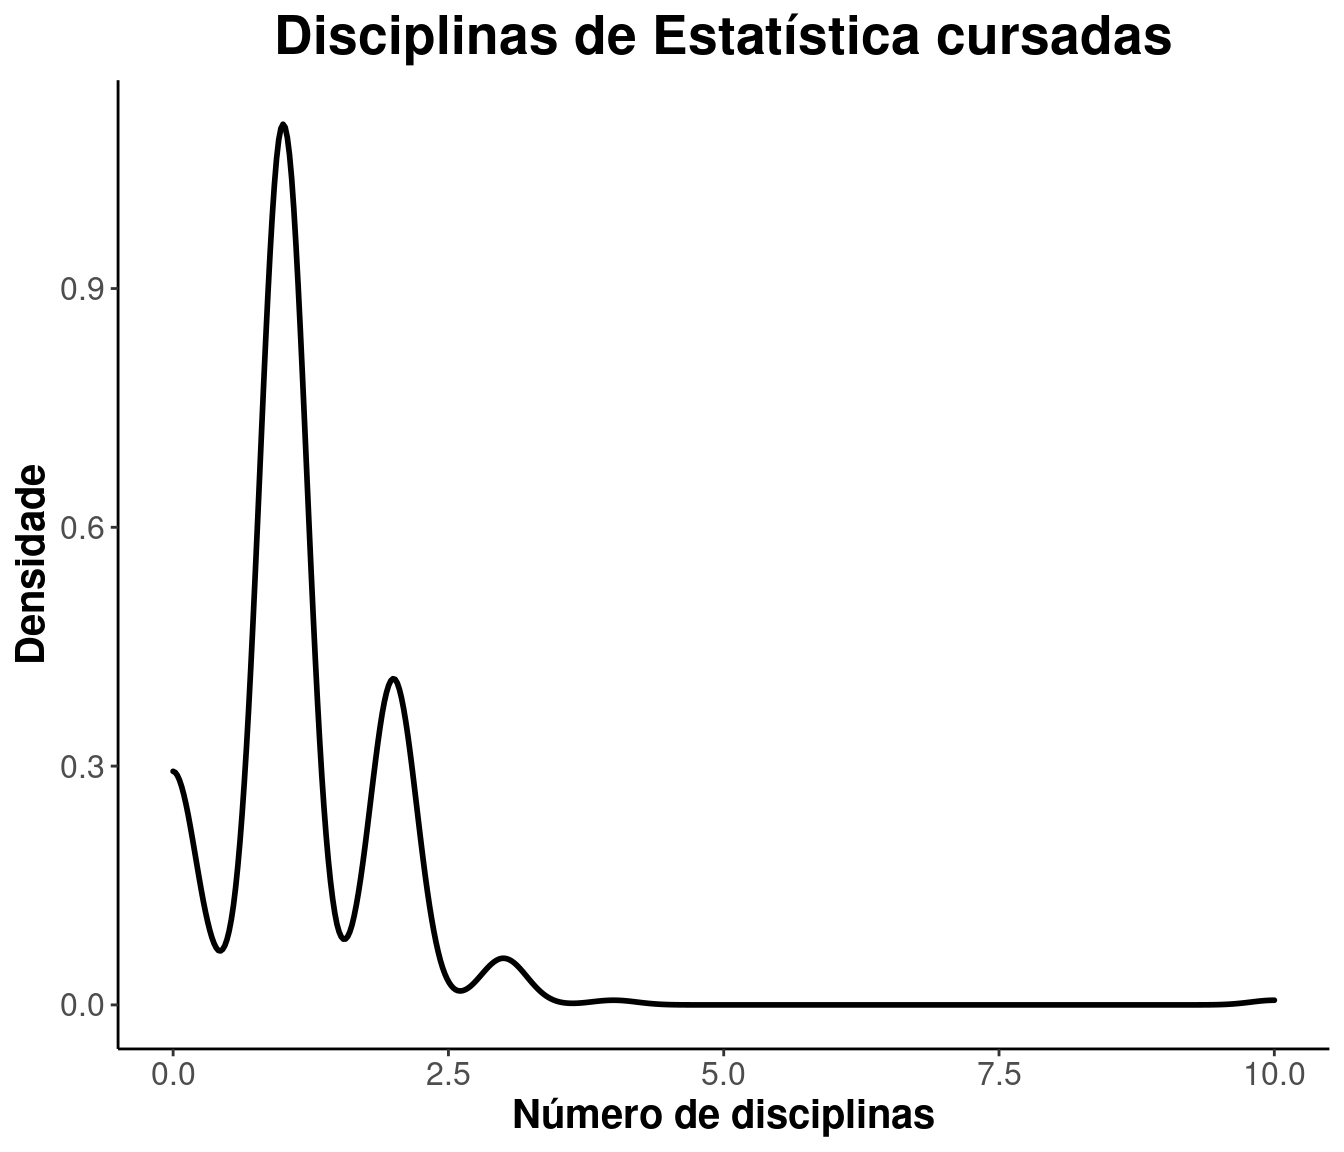 Disciplinas de Estatística cursadas
Densidade
0.9
0.6
0.3
0.0
0.0 2.5 5.0 7.5 10.0
Número de disciplinas